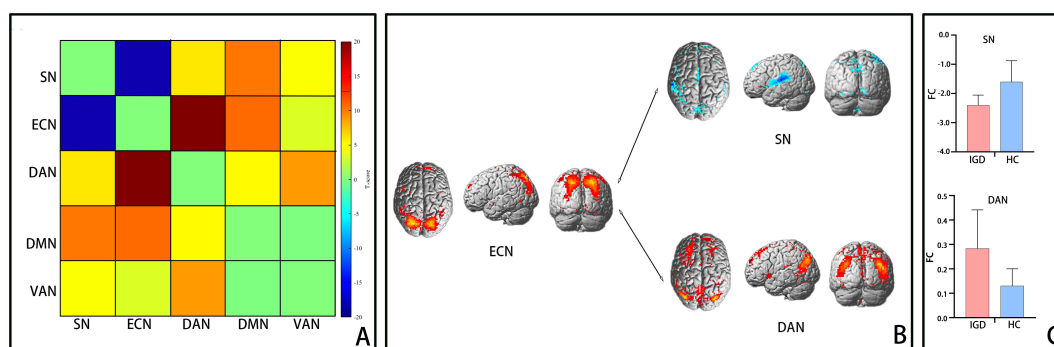 SN
ECN
DAN
DMN
VAN
SN ECN DAN DMN VAN
20
15
10
5
0
-5
-10
-15
-20
T-score
A
ECN
SN
DAN
B
SN
FC
0.0
-1.0
-2.0
-3.0
-4.0
IGD HC
DAN
FC
0.5
0.4
0.3
0.2
0.1
0.0
IGD HC